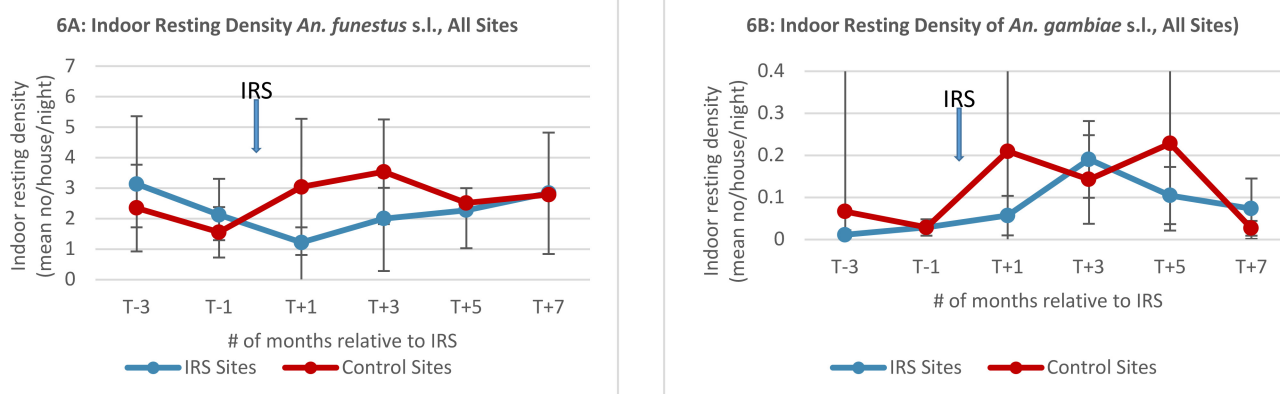 6A: Indoor Resting Density An. funestus s.l., All Sites
Indoor resting density
(mean no/house/night)
7
6
5
4
3
2
1
0
IRS
T-3 T-1 T+1 T+3 T+5 T+7
# of months relative to IRS
IRS Sites Control Sites
6B: Indoor Resting Density of An. gambiae s.l., All Sites)
Indoor resting density
(mean no/house/night)
0.4
0.3
0.2
0.1
0
IRS
T-3 T-1 T+1 T+3 T+5 T+7
# of months relative to IRS
IRS Sites Control Sites